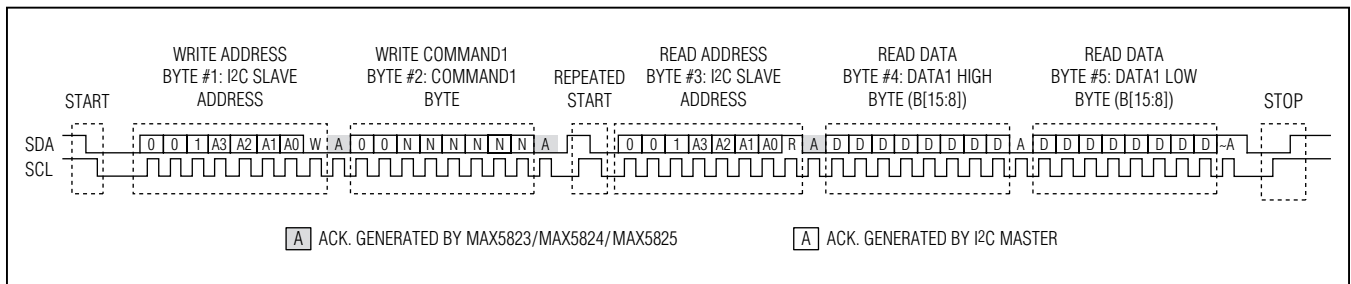 START
WRITE ADDRESS
BYTE #1: I2C SLAVE
ADDRESS
WRITE COMMAND1
BYTE #2: COMMAND1
BYTE
REPEATED
START
READ ADDRESS
BYTE #3: I2C SLAVE
ADDRESS
READ DATA
BYTE #4: DATA1 HIGH
BYTE (B[15:8])
READ DATA
BYTE #5: DATA1 LOW
BYTE (B[15:8])
STOP
SDA 0 0 1 A3 A2 A1 A0 W A 0 0 N N N N N N A 0 0 1 A3 A2 A1 A0 R A D D D D D D D D A D D D D D D D D ~A
SCL
A ACK. GENERATED BY MAX5823/MAX5824/MAX5825
A ACK. GENERATED BY I2C MASTER